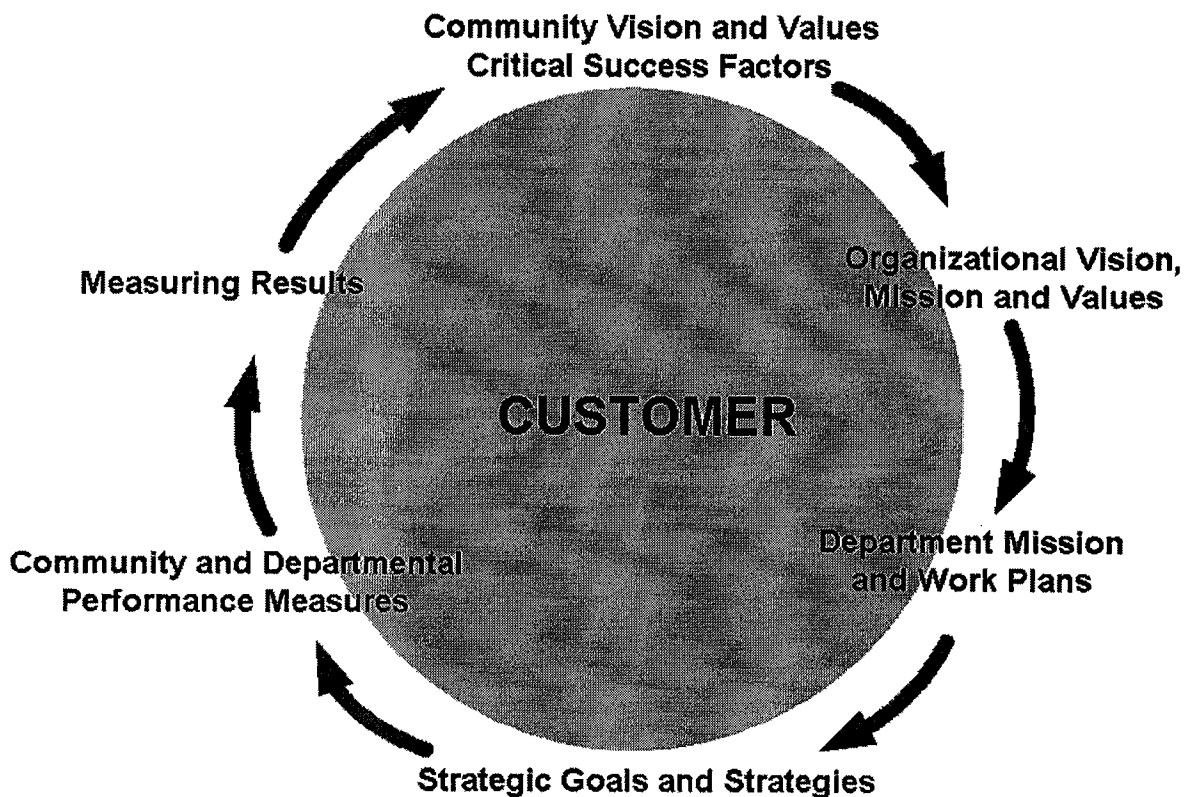 Community Vision and Values
Critical Success Factors
Organizational Vision,
Mission and Values
Department Mission
and Work Plans
Strategic Goals and Strategies
Community and Departmental
Performance Measures
Measuring Results
CUSTOMER